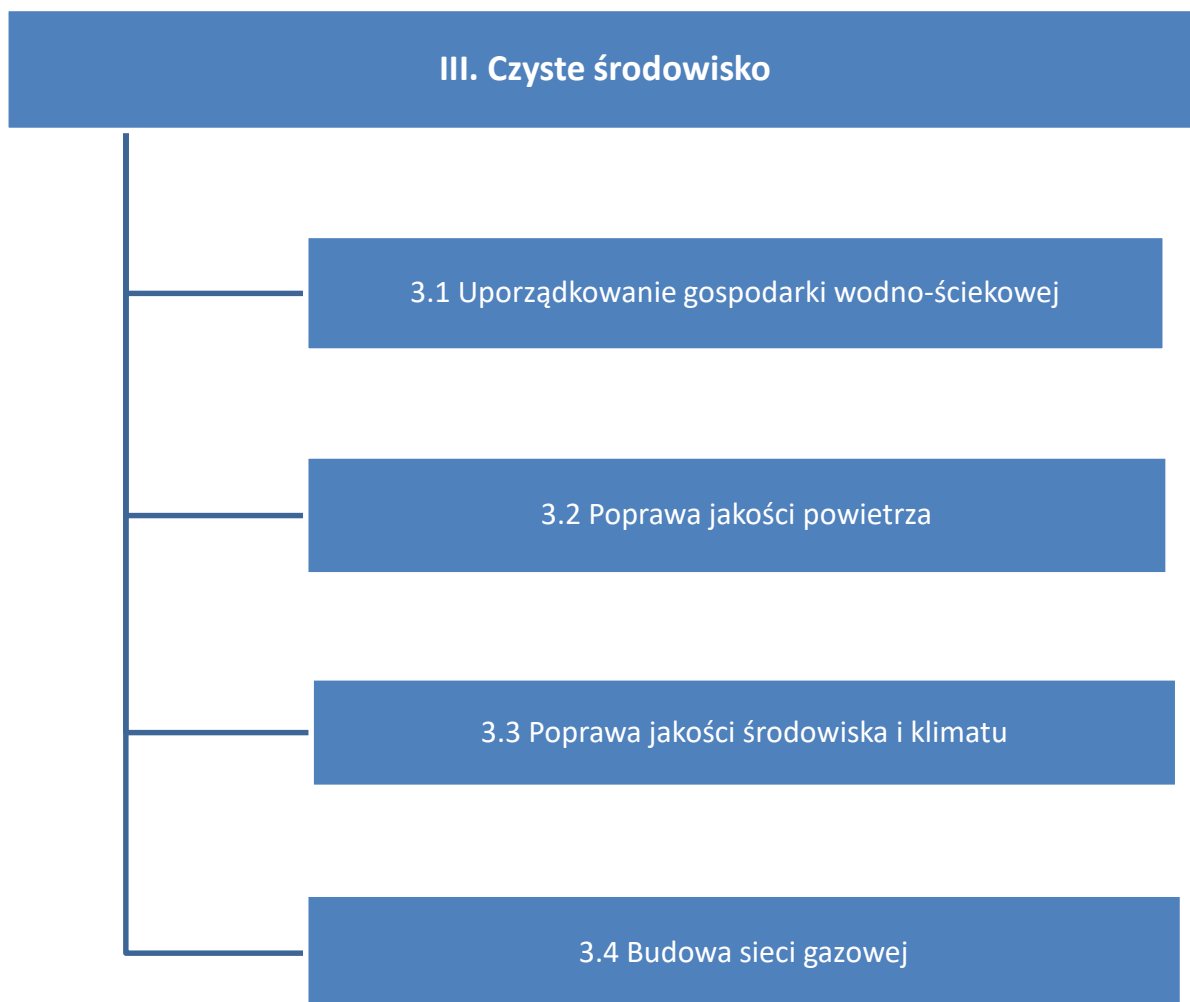 III. Czyste środowisko
3.1 Uporządkowanie gospodarki wodno-ściekowej
3.2 Poprawa jakości powietrza
3.3 Poprawa jakości środowiska i klimatu
3.4 Budowa sieci gazowej